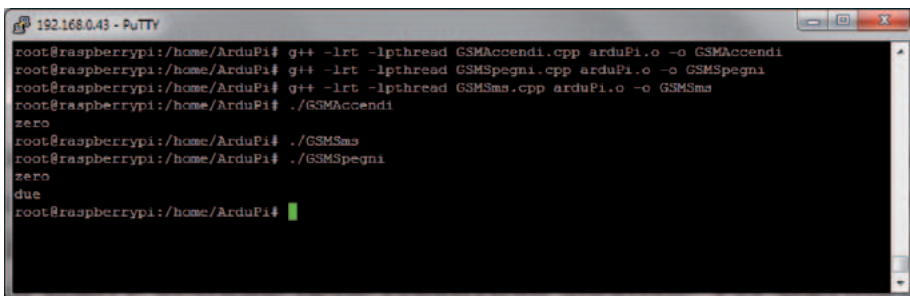 192.168.0.43 - PuTTY
root@raspberrypi:/home/ArduPi# g++ -lrt -lpthread GSMAccendi.cpp arduPi.o -o GSMAccendi
root@raspberrypi:/home/ArduPi# g++ -lrt -lpthread GSMSpegni.cpp arduPi.o -o GSMSpegni
root@raspberrypi:/home/ArduPi# g++ -lrt -lpthread GSMSms.cpp arduPi.o -o GSMSms
root@raspberrypi:/home/ArduPi# ./GSMAccendi
zero
root@raspberrypi:/home/ArduPi# ./GSMSms
root@raspberrypi:/home/ArduPi# ./GSMSpegni
zero
due
root@raspberrypi:/home/ArduPi#